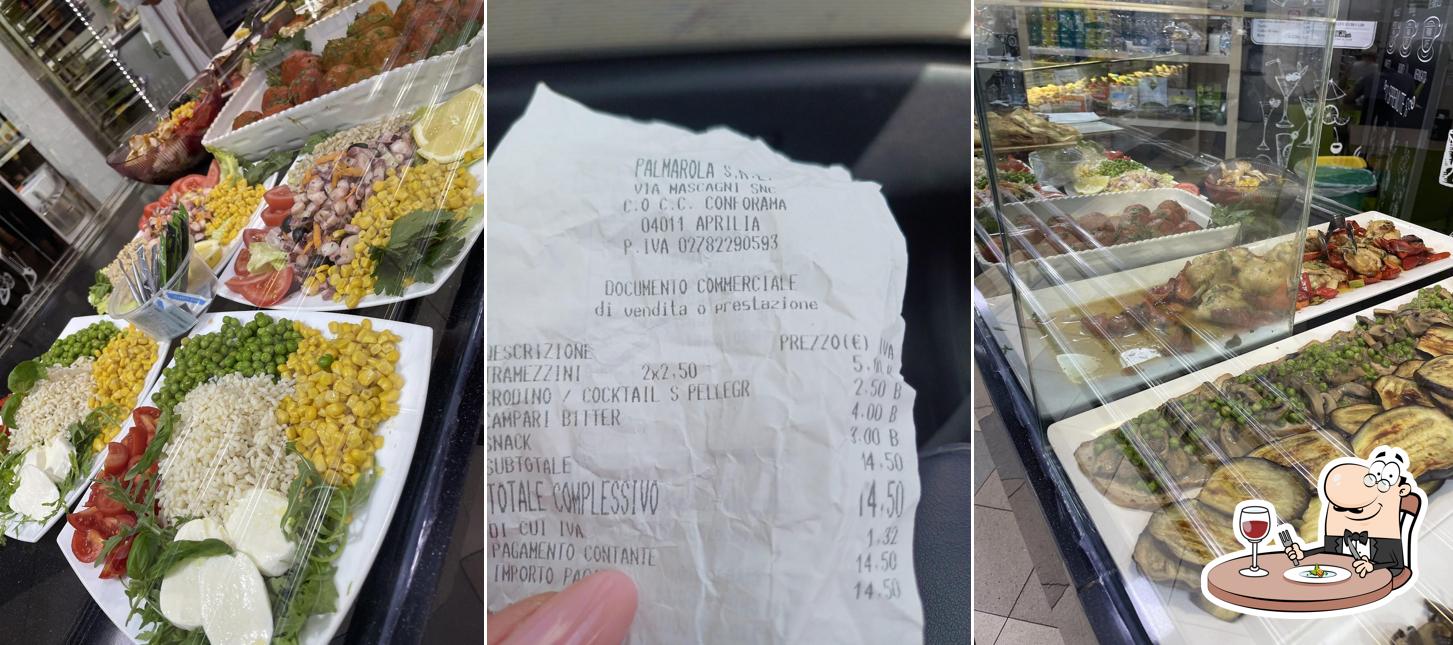 PALMAROLA S.R.L.
VIA MASCAGNI SNC
C.O C.C. CONFORAMA
04011 APRILIA
P.IVA 02782290593
DOCUMENTO COMMERCIALE
di vendita o prestazione
DESCRIZIONE PREZZO(€) IVA
TRAMEZZINI 2x2,50
CRODINO / COCKTAIL S PELLEGR 2.50 B
CAMPARI BITTER 4.00 B
SNACK 3.00 B
SUBTOTALE 14.50
TOTALE COMPLESSIVO 14.50
DI CUI IVA 1.32
PAGAMENTO CONTANTE 14.50
IMPORTO 14.50